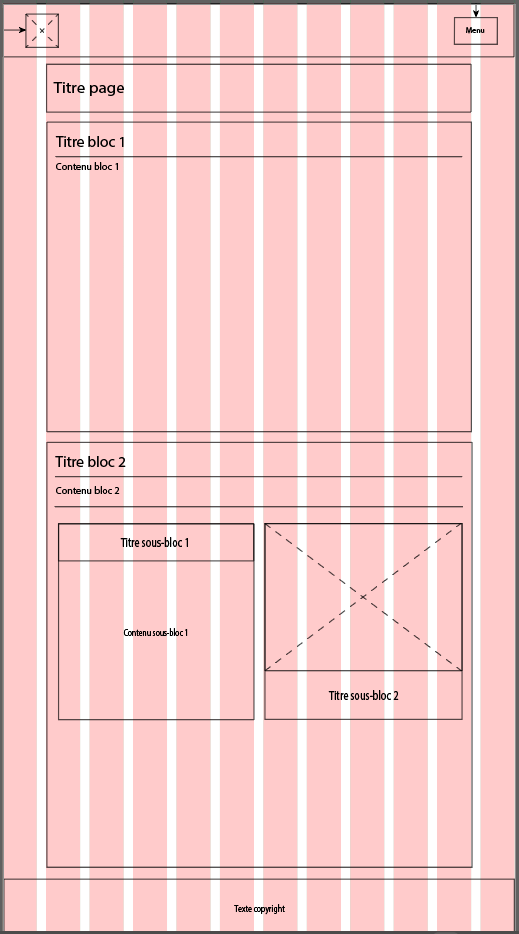 Menu
Titre page
Titre bloc 1
Contenu bloc 1
Titre bloc 2
Contenu bloc 2
Titre sous-bloc 1
Contenu sous-bloc 1
Titre sous-bloc 2
Texte copyright